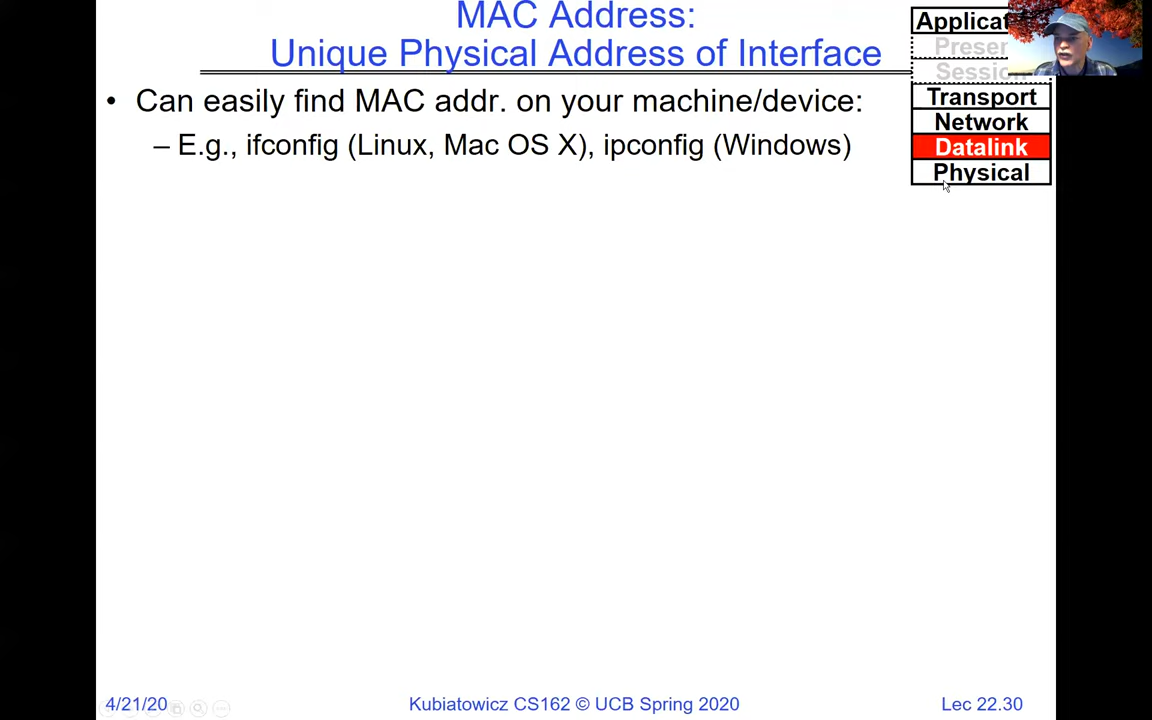 MAC Address:
Unique Physical Address of Interface
• Can easily find MAC addr. on your machine/device:
– E.g., ifconfig (Linux, Mac OS X), ipconfig (Windows)
Applicat
Presen
Sessio
Transport
Network
Datalink
Physical
4/21/20
Kubiatowicz CS162 © UCB Spring 2020
Lec 22.30